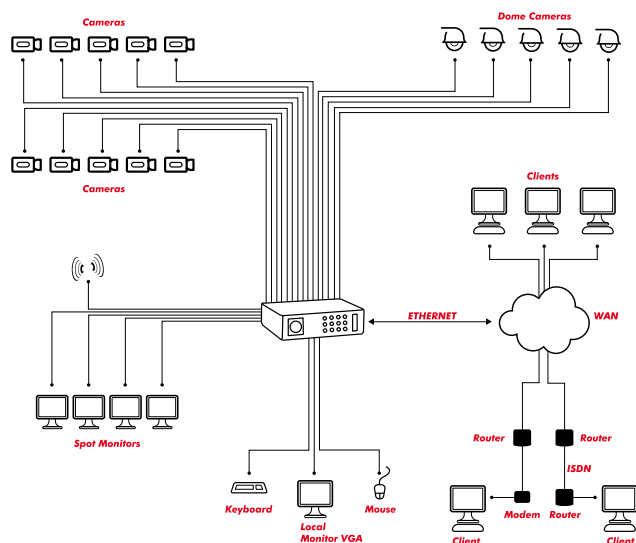 Cameras
Dome Cameras
Cameras
Clients
ETHERNET
WAN
Spot Monitors
Router
Router
ISDN
Keyboard
Local
Monitor VGA
Mouse
Modem
Router
Client
Client